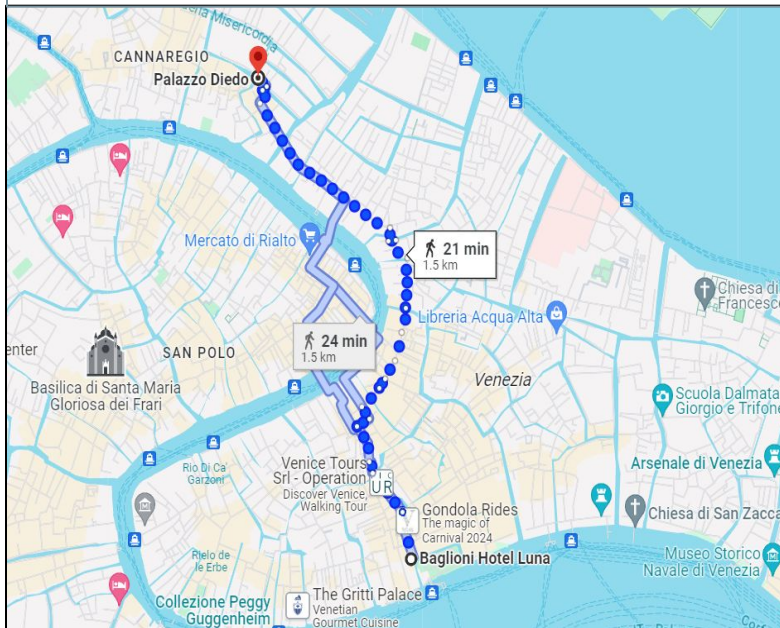 Misericordia
CANNAREGIO
Palazzo Diedo
Mercato di Rialto
21 min
1.5 km
Chiesa di
Francesc
Libreria Acqua Alta
24 min
1.5 km
enter
SAN POLO
Basilica di Santa Maria
Gloriosa dei Frari
Venezia
Scuola Dalmata
Giorgio e Trifone
Rio Di Ca'
Garzoni
Venice Tours
Srl - Operation
Discover Venice,
Walking Tour
UR
Arsenale di Venezia
Gondola Rides
The magic of
Carnival 2024
Chiesa di San Zacca
Rielo de
le Erbe
Baglioni Hotel Luna
Museo Storico
Navale di Venezia
Collezione Peggy
Guggenheim
The Gritti Palace
Venetian
Gourmet Cuisine